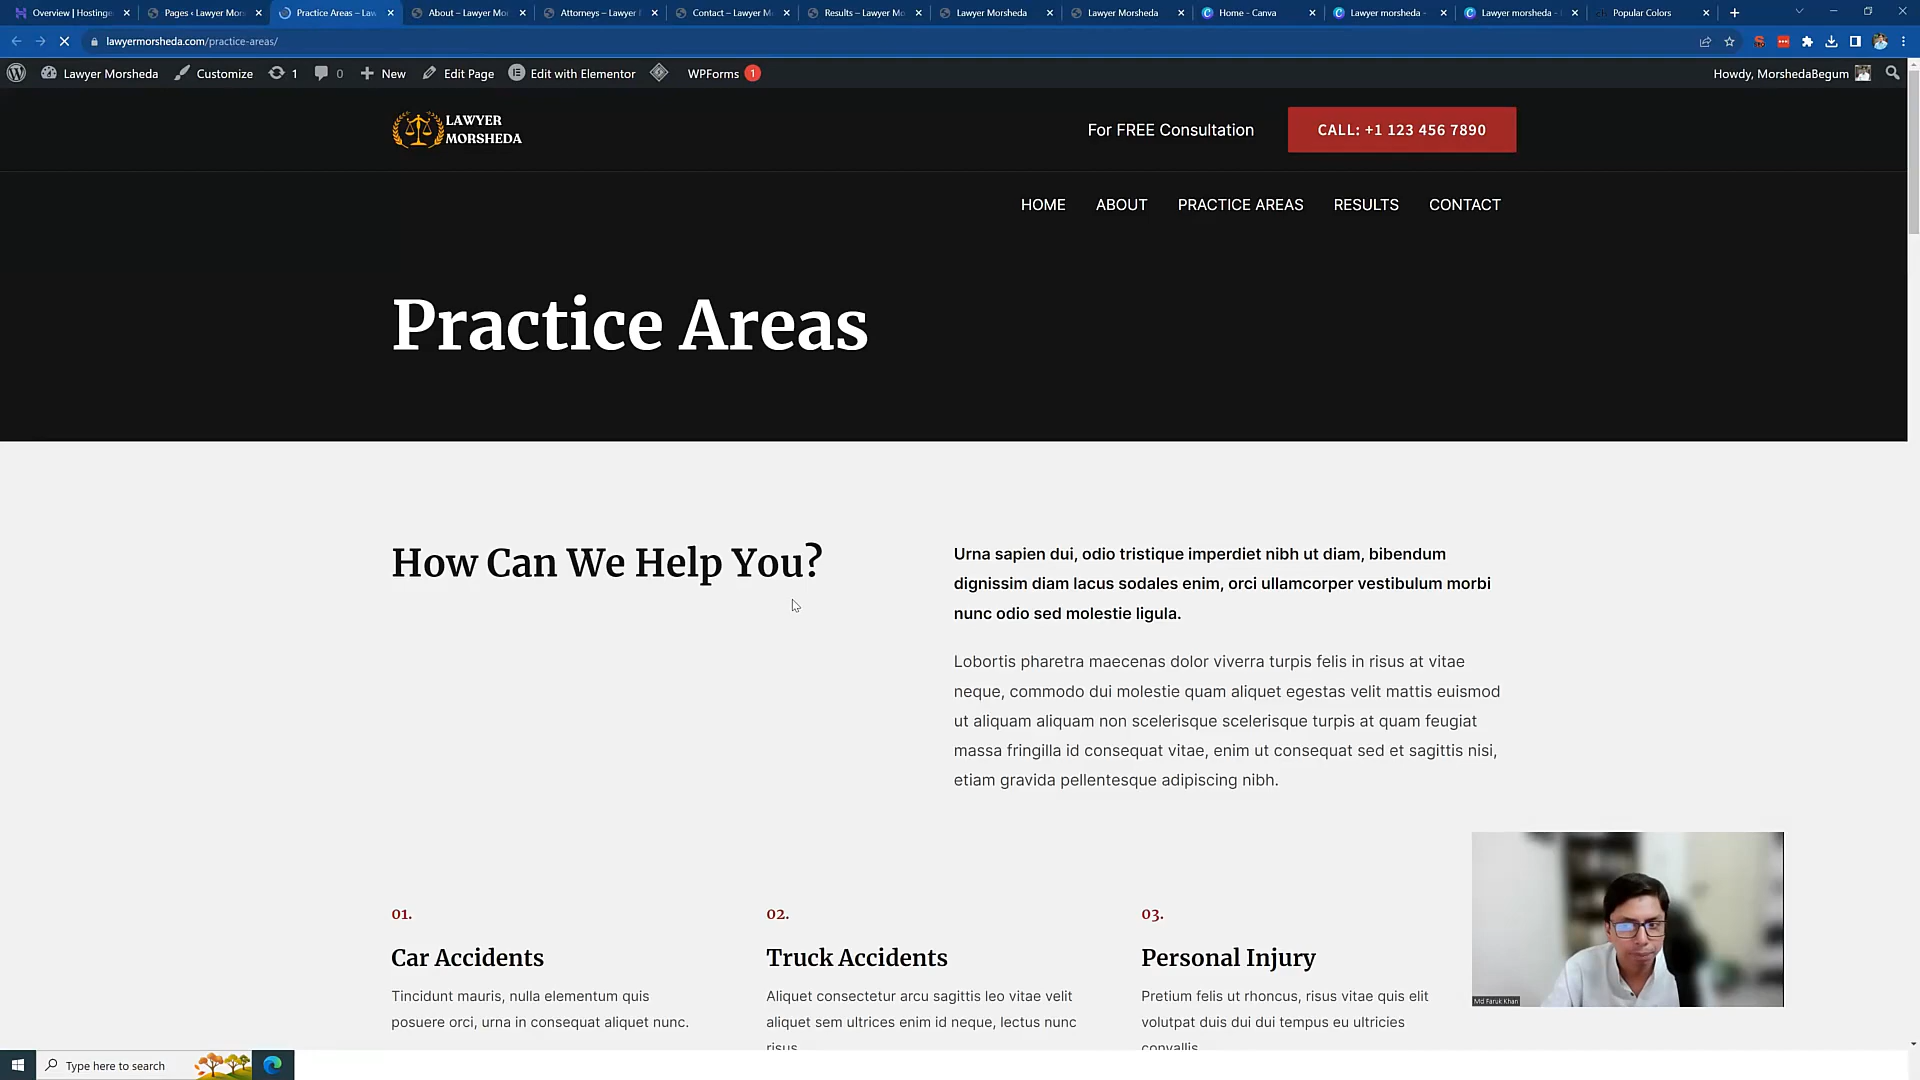 Overview | Hosting
Pages ‹ Lawyer Mor
Practice Areas – Law
About – Lawyer Mo
Attorneys – Lawyer
Contact – Lawyer M
Results – Lawyer Mo
Lawyer Morsheda
Lawyer Morsheda
Home - Canva
Lawyer morsheda -
Lawyer morsheda -
Popular Colors
lawyermorsheda.com/practice-areas/
Lawyer Morsheda
Customize
1
0
New
Edit Page
Edit with Elementor
WPForms 1
Howdy, MorshedaBegum
LAWYER
MORSHEDA
For FREE Consultation
CALL: +1 123 456 7890
HOME ABOUT PRACTICE AREAS RESULTS CONTACT
Practice Areas
How Can We Help You?
Urna sapien dui, odio tristique imperdiet nibh ut diam, bibendum
dignissim diam lacus sodales enim, orci ullamcorper vestibulum morbi
nunc odio sed molestie ligula.
Lobortis pharetra maecenas dolor viverra turpis felis in risus at vitae
neque, commodo dui molestie quam aliquet egestas velit mattis euismod
ut aliquam aliquam non scelerisque scelerisque turpis at quam feugiat
massa fringilla id consequat vitae, enim ut consequat sed et sagittis nisi,
etiam gravida pellentesque adipiscing nibh.
01.
Car Accidents
Tincidunt mauris, nulla elementum quis
posuere orci, urna in consequat aliquet nunc.
02.
Truck Accidents
Aliquet consectetur arcu sagittis leo vitae velit
aliquet sem ultrices enim id neque, lectus nunc
risus
03.
Personal Injury
Pretium felis ut rhoncus, risus vitae quis elit
volutpat duis dui dui tempus eu ultricies
convallis
Md Faruk Khan
Type here to search